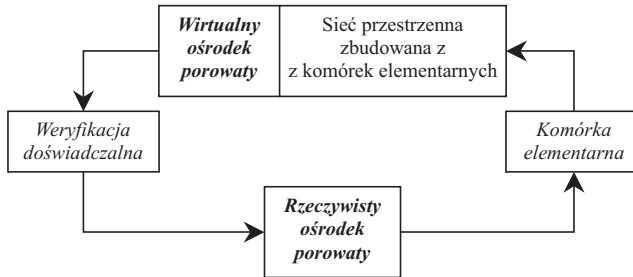 Wirtualny
ośrodek
porowaty
Sieć przestrzenna
zbudowana z
z komórek elementarnych
Weryfikacja
doświadczalna
Komórka
elementarna
Rzeczywisty
ośrodek
porowaty